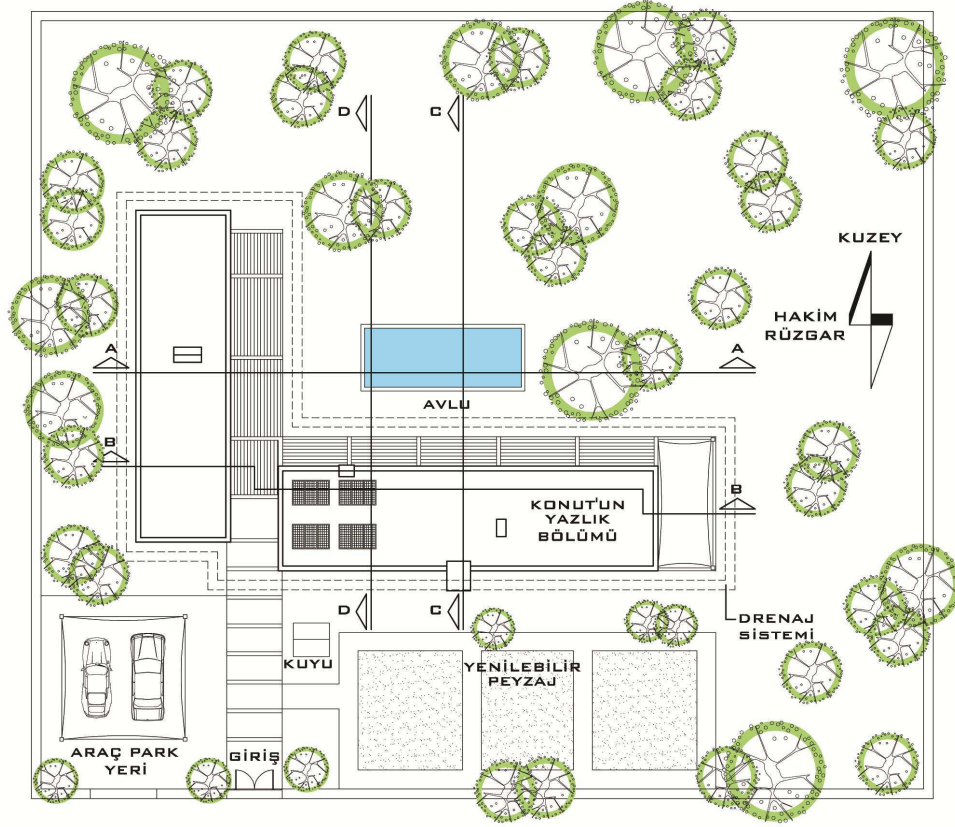 D
C
KUZEY
HAKİM
RÜZGAR
A
A
AVLU
B
KONUT'UN
YAZLIK
BÖLÜMÜ
B
D
C
DRENAJ
SİSTEMİ
KUYU
YENİLEBİLİR
PEYZAJ
ARAÇ PARK
YERİ
GİRİŞ